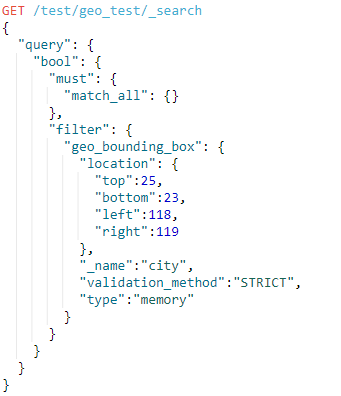 GET /test/geo_test/_search
{
  "query": {
    "bool": {
      "must": {
        "match_all": {}
      },
      "filter": {
        "geo_bounding_box": {
          "location": {
            "top":25,
            "bottom":23,
            "left":118,
            "right":119
          },
          "_name":"city",
          "validation_method":"STRICT",
          "type":"memory"
        }
      }
    }
  }
}